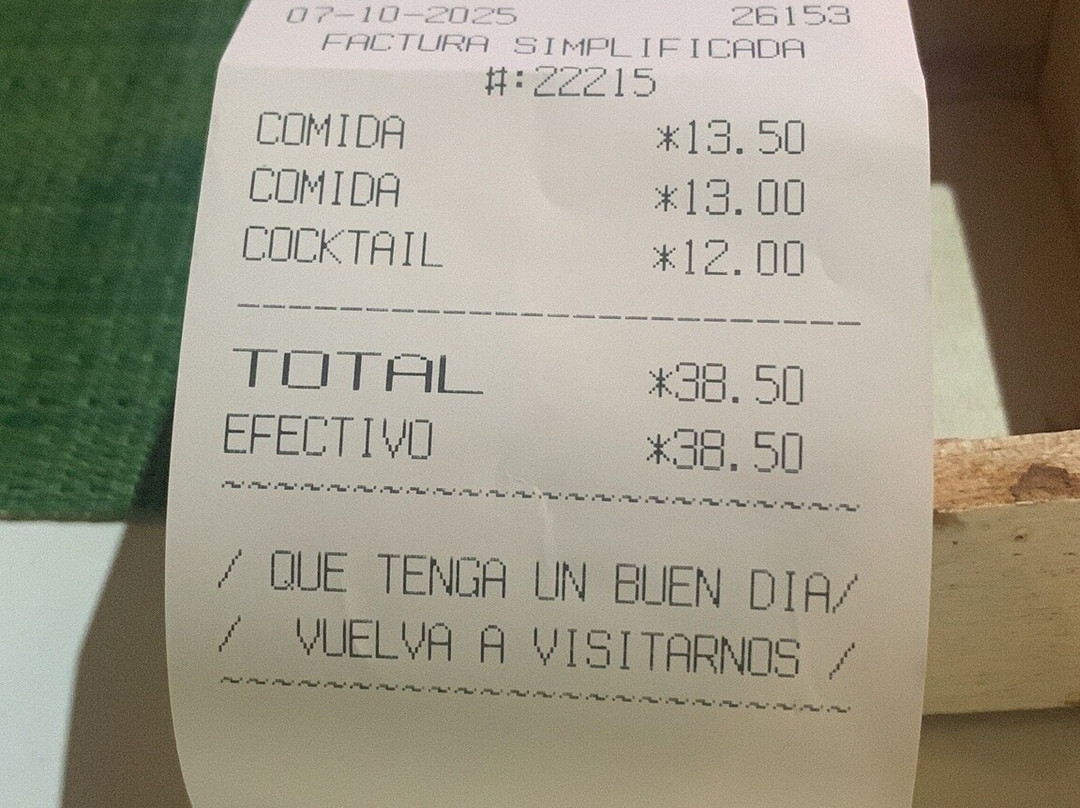 07-10-2025 26153
FACTURA SIMPLIFICADA
#:22215
COMIDA *13.50
COMIDA *13.00
COCKTAIL *12.00
--------------------------------
TOTAL *38.50
EFECTIVO *38.50
~~~~~~~~~~~~~~~~~~~~~~~~
/ QUE TENGA UN BUEN DIA/
/ VUELVA A VISITARNOS /
~~~~~~~~~~~~~~~~~~~~~~~~